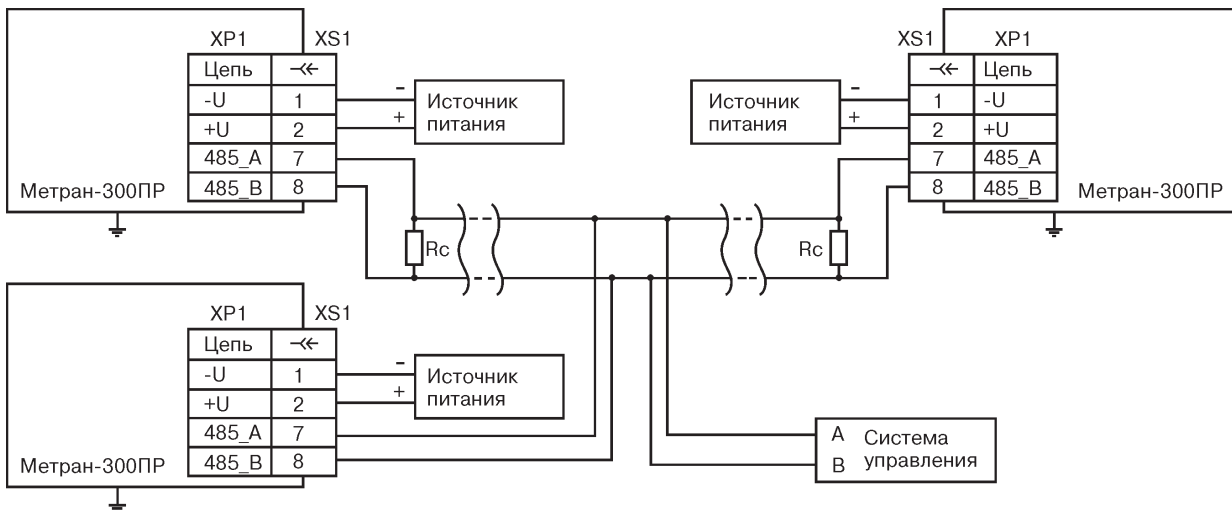 XP1 XS1
Цепь
-U 1
+U 2
485_A 7
485_B 8
Метран-300ПР
- Источник
+ питания
Rc
XS1 XP1
Цепь
1 -U
2 +U
7 485_A
8 485_B
Метран-300ПР
Источник -
питания +
Rc
XP1 XS1
Цепь
-U 1
+U 2
485_A 7
485_B 8
Метран-300ПР
- Источник
+ питания
A Система
B управления